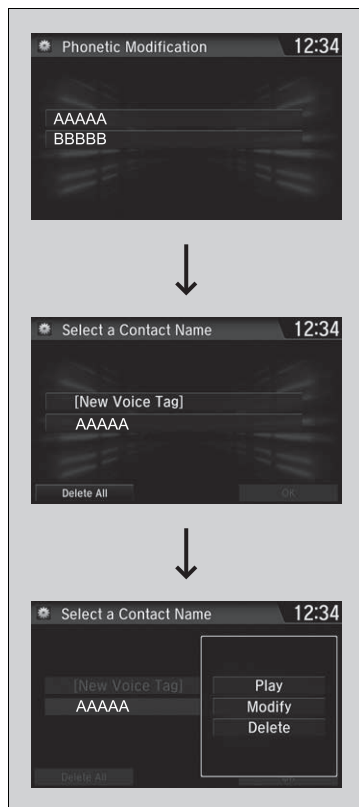 Phonetic Modification 12:34
AAAAA
BBBBB
Select a Contact Name 12:34
[New Voice Tag]
AAAAA
Delete All OK
Select a Contact Name 12:34
[New Voice Tag] Play
AAAAA Modify
Delete
Delete All OK